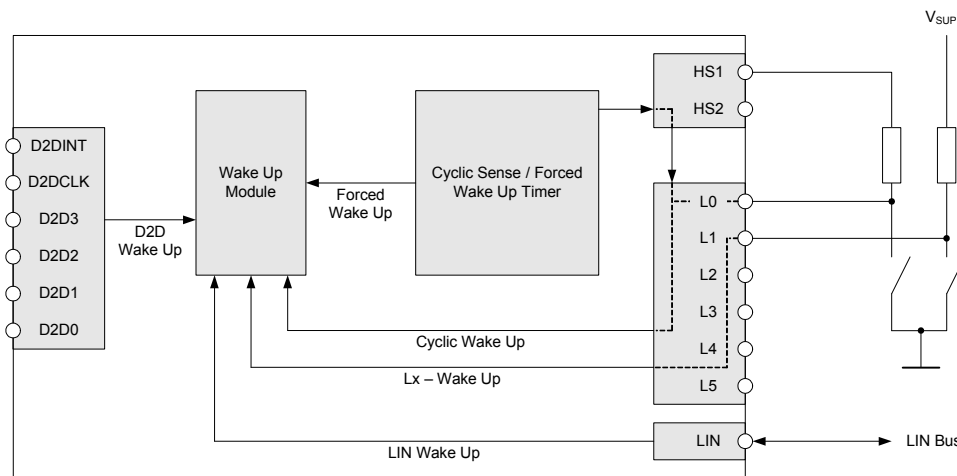 VSUP
HS1
HS2
D2DINT
D2DCLK
D2D3
D2D2
D2D1
D2D0
Wake Up
Module
Cyclic Sense / Forced
Wake Up Timer
Forced
Wake Up
D2D
Wake Up
L0
L1
L2
L3
L4
L5
Cyclic Wake Up
Lx – Wake Up
LIN Wake Up
LIN
LIN Bus